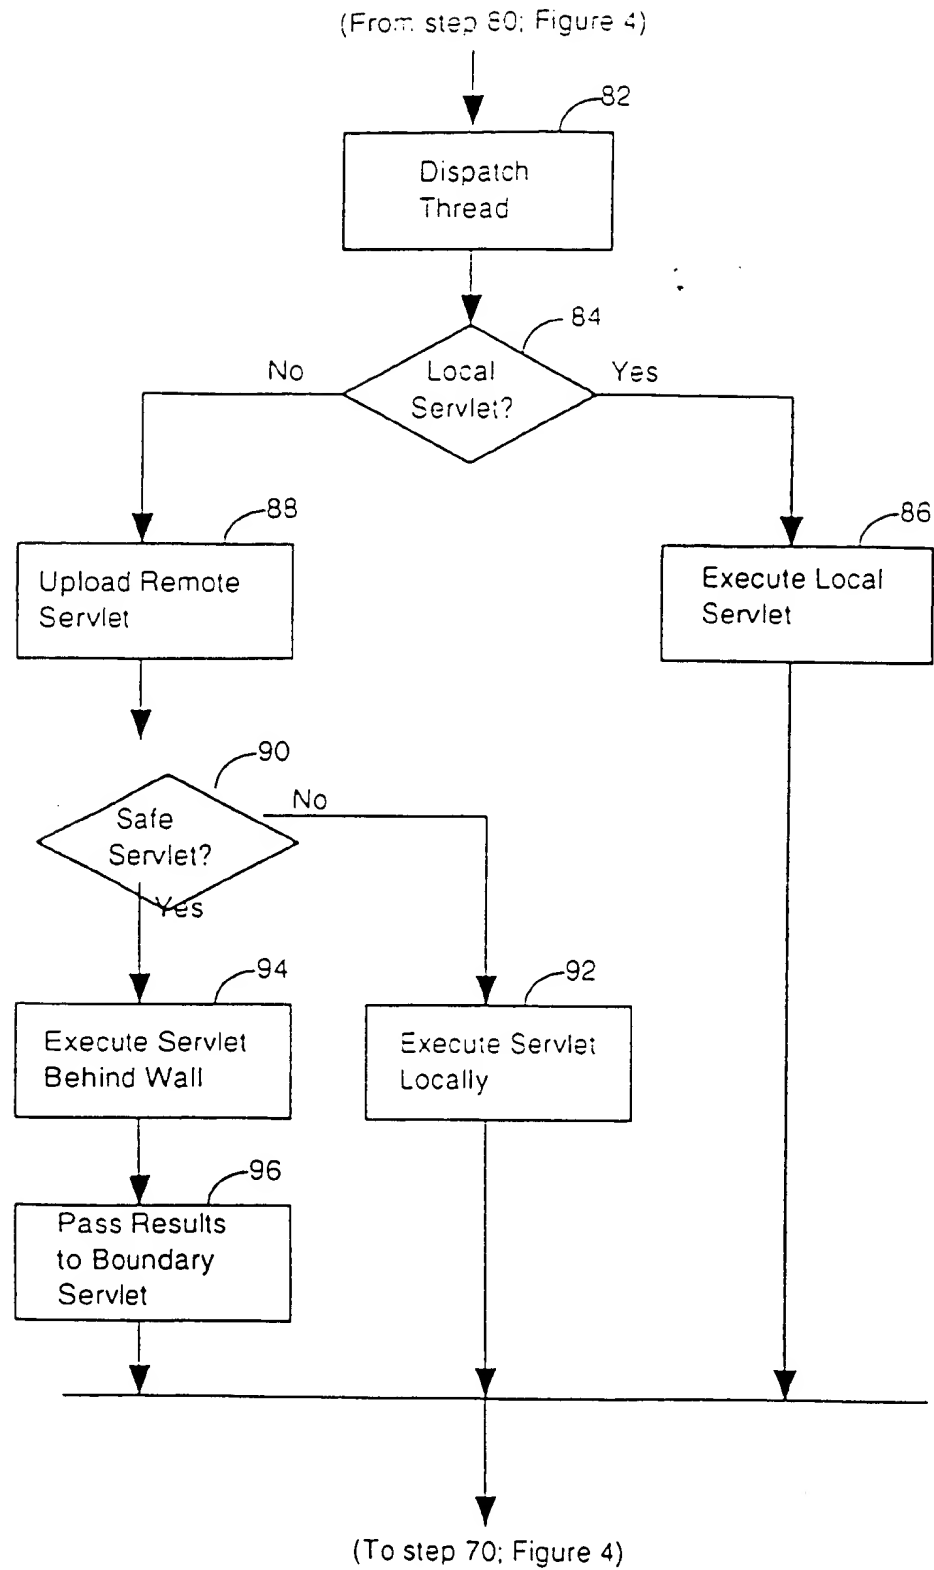 (From step 80; Figure 4)
82
Dispatch
Thread
84
No
Local
Servlet?
Yes
88
86
Upload Remote
Servlet
Execute Local
Servlet
90
No
Safe
Servlet?
Yes
94
92
Execute Servlet
Behind Wall
Execute Servlet
Locally
96
Pass Results
to Boundary
Servlet
(To step 70; Figure 4)